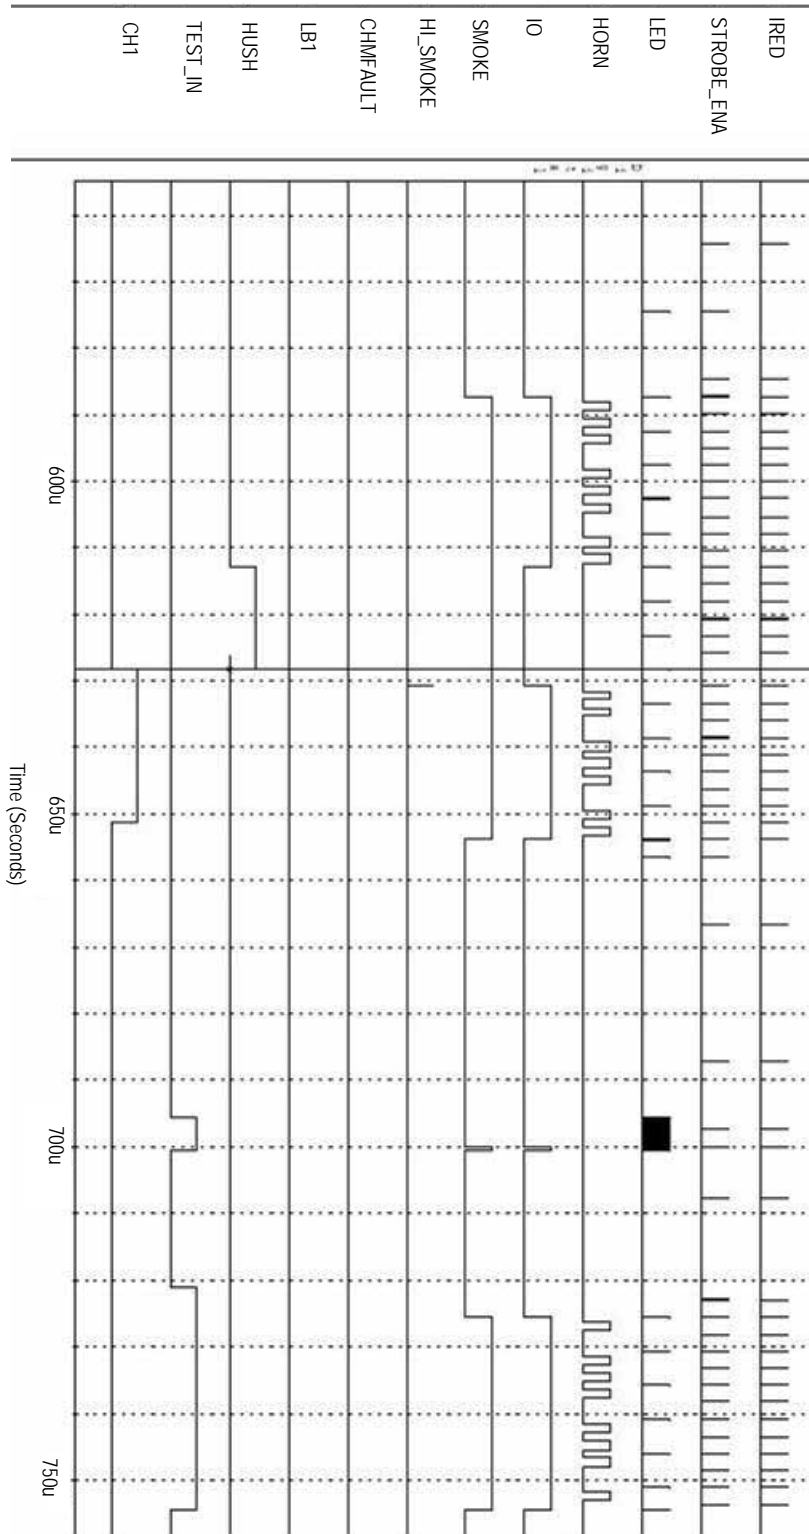 IRED
STROBE_ENA
LED
HORN
IO
SMOKE
HI_SMOKE
CHMFAULT
LB1
HUSH
TEST_IN
CH1
600u
650u
700u
750u
Time (Seconds)